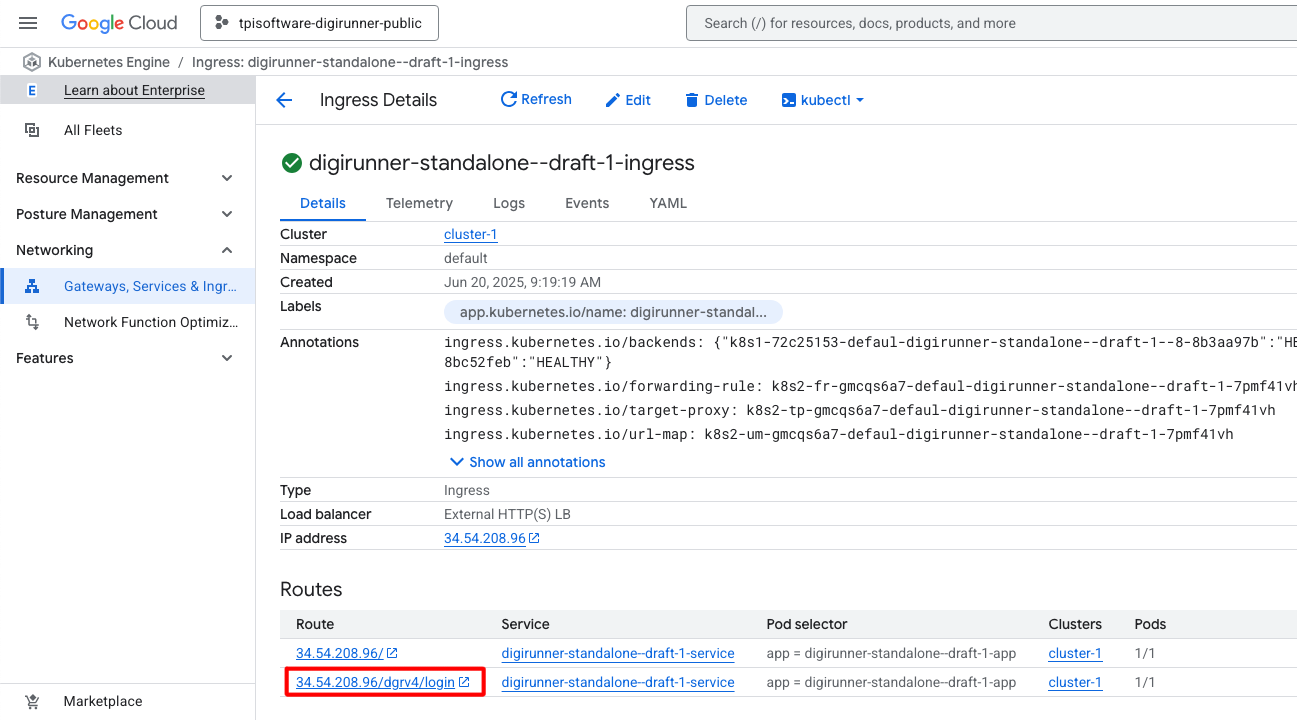 Google Cloud
tpisoftware-digirunner-public
Search (/) for resources, docs, products, and more
Kubernetes Engine / Ingress: digirunner-standalone--draft-1-ingress
E Learn about Enterprise
All Fleets
Resource Management
Posture Management
Networking
Gateways, Services & Ingr...
Network Function Optimiz...
Features
Marketplace
Ingress Details
Refresh
Edit
Delete
kubectl
digirunner-standalone--draft-1-ingress
Details Telemetry Logs Events YAML
Cluster cluster-1
Namespace default
Created Jun 20, 2025, 9:19:19 AM
Labels app.kubernetes.io/name: digirunner-standal...
Annotations ingress.kubernetes.io/backends: {"k8s1-72c25153-defaul-digirunner-standalone--draft-1--8-8b3aa97b":"HE
8bc52feb":"HEALTHY"}
ingress.kubernetes.io/forwarding-rule: k8s2-fr-gmcqs6a7-defaul-digirunner-standalone--draft-1-7pmf41vh
ingress.kubernetes.io/target-proxy: k8s2-tp-gmcqs6a7-defaul-digirunner-standalone--draft-1-7pmf41vh
ingress.kubernetes.io/url-map: k8s2-um-gmcqs6a7-defaul-digirunner-standalone--draft-1-7pmf41vh
Show all annotations
Type Ingress
Load balancer External HTTP(S) LB
IP address 34.54.208.96
Routes
Route Service Pod selector Clusters Pods
34.54.208.96/ digirunner-standalone--draft-1-service app = digirunner-standalone--draft-1-app cluster-1 1/1
34.54.208.96/dgrv4/login digirunner-standalone--draft-1-service app = digirunner-standalone--draft-1-app cluster-1 1/1